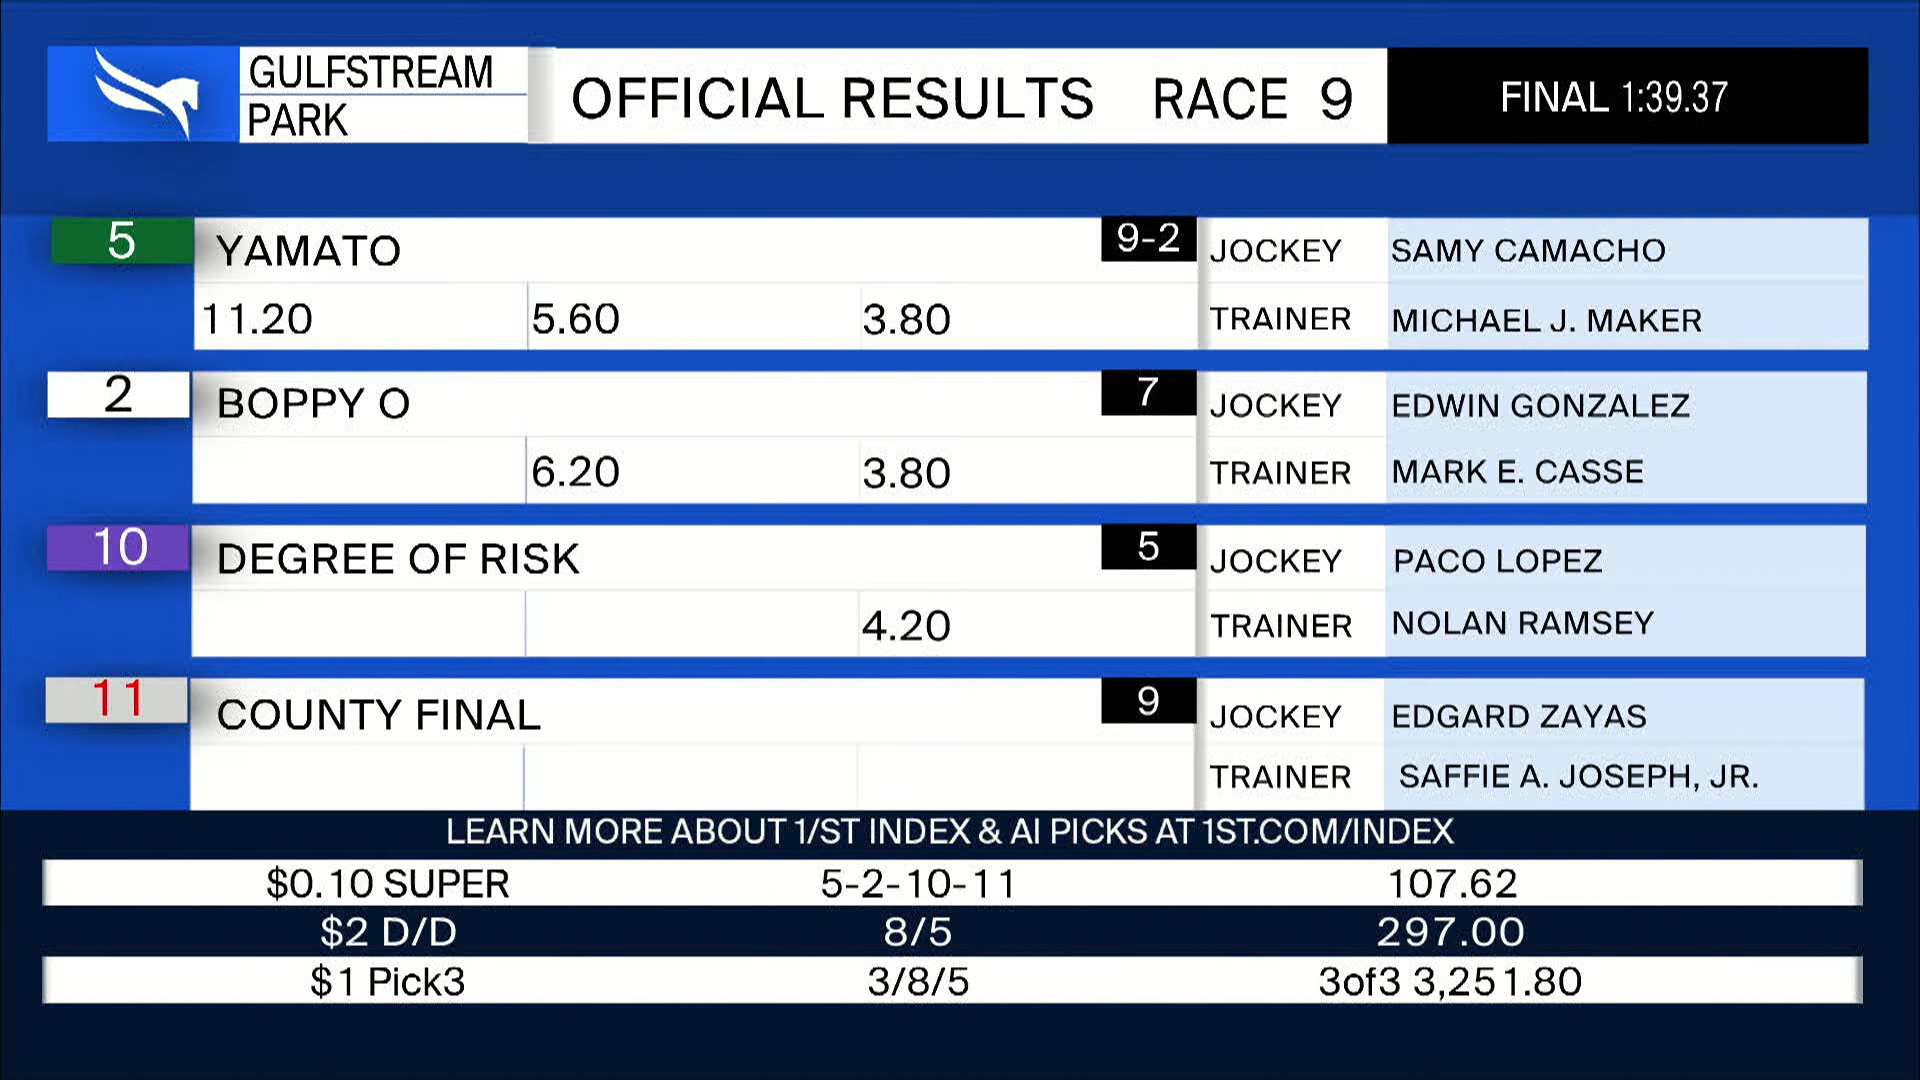 GULFSTREAM
PARK
OFFICIAL RESULTS RACE 9
FINAL 1:39.37
5 YAMATO 9-2 JOCKEY SAMY CAMACHO
11.20 5.60 3.80 TRAINER MICHAEL J. MAKER
2 BOPPY O 7 JOCKEY EDWIN GONZALEZ
6.20 3.80 TRAINER MARK E. CASSE
10 DEGREE OF RISK 5 JOCKEY PACO LOPEZ
4.20 TRAINER NOLAN RAMSEY
11 COUNTY FINAL 9 JOCKEY EDGARD ZAYAS
TRAINER SAFFIE A. JOSEPH, JR.
LEARN MORE ABOUT 1/ST INDEX & AI PICKS AT 1ST.COM/INDEX
$0.10 SUPER 5-2-10-11 107.62
$2 D/D 8/5 297.00
$1 Pick3 3/8/5 3of3 3,251.80